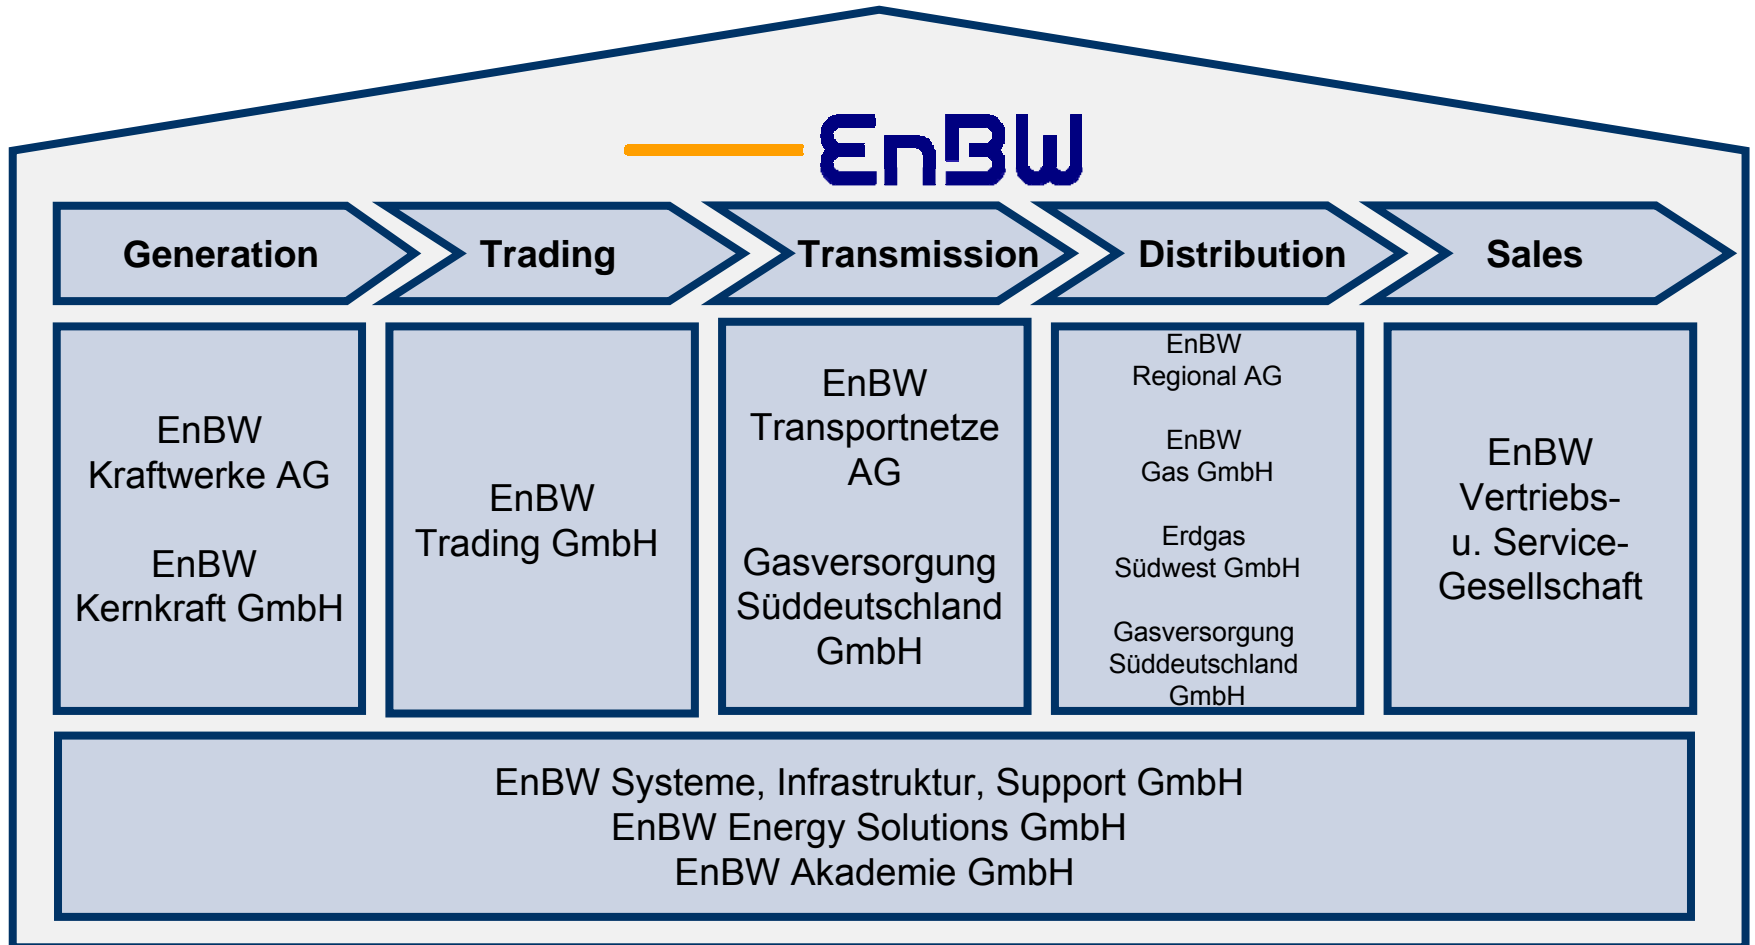 EnBW
Generation
Trading
Transmission
Distribution
Sales
EnBW
Kraftwerke AG
EnBW
Kernkraft GmbH
EnBW
Trading GmbH
EnBW
Transportnetze
AG
Gasversorgung
Süddeutschland
GmbH
EnBW
Regional AG
EnBW
Gas GmbH
Erdgas
Südwest GmbH
Gasversorgung
Süddeutschland
GmbH
EnBW
Vertriebs-
u. Service-
Gesellschaft
EnBW Systeme, Infrastruktur, Support GmbH
EnBW Energy Solutions GmbH
EnBW Akademie GmbH